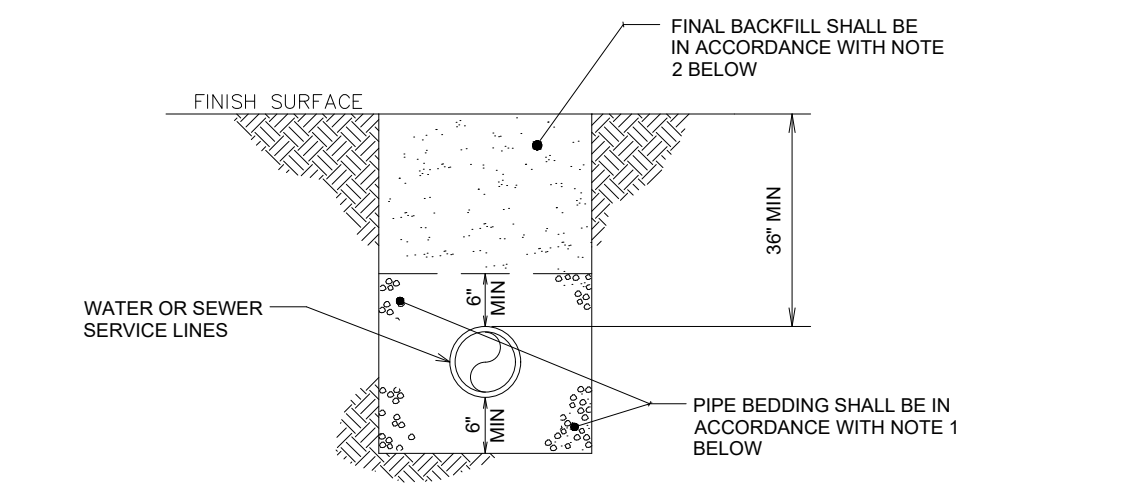 FINAL BACKFILL SHALL BE
IN ACCORDANCE WITH NOTE
2 BELOW
FINISH SURFACE
36" MIN
6"
MIN
WATER OR SEWER
SERVICE LINES
6"
MIN
PIPE BEDDING SHALL BE IN
ACCORDANCE WITH NOTE 1
BELOW